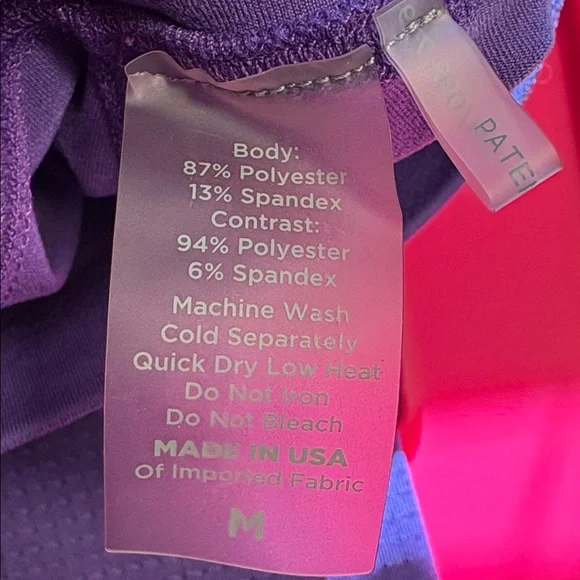 Body:
87% Polyester
13% Spandex
Contrast:
94% Polyester
6% Spandex
Machine Wash
Cold Separately
Quick Dry Low Heat
Do Not Iron
Do Not Bleach
MADE IN USA
Of Imported Fabric
M